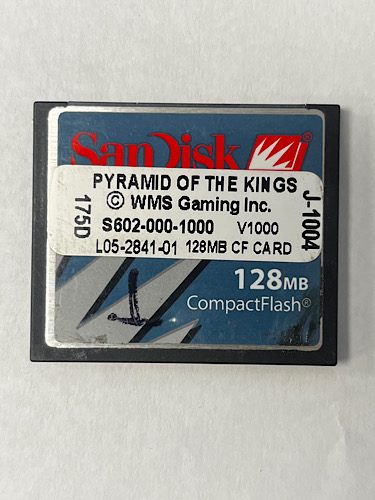 SanDisk
PYRAMID OF THE KINGS
© WMS Gaming Inc.
S602-000-1000 V1000
L05-2841-01 128MB CF CARD
175D
J-1004
128MB
CompactFlash®